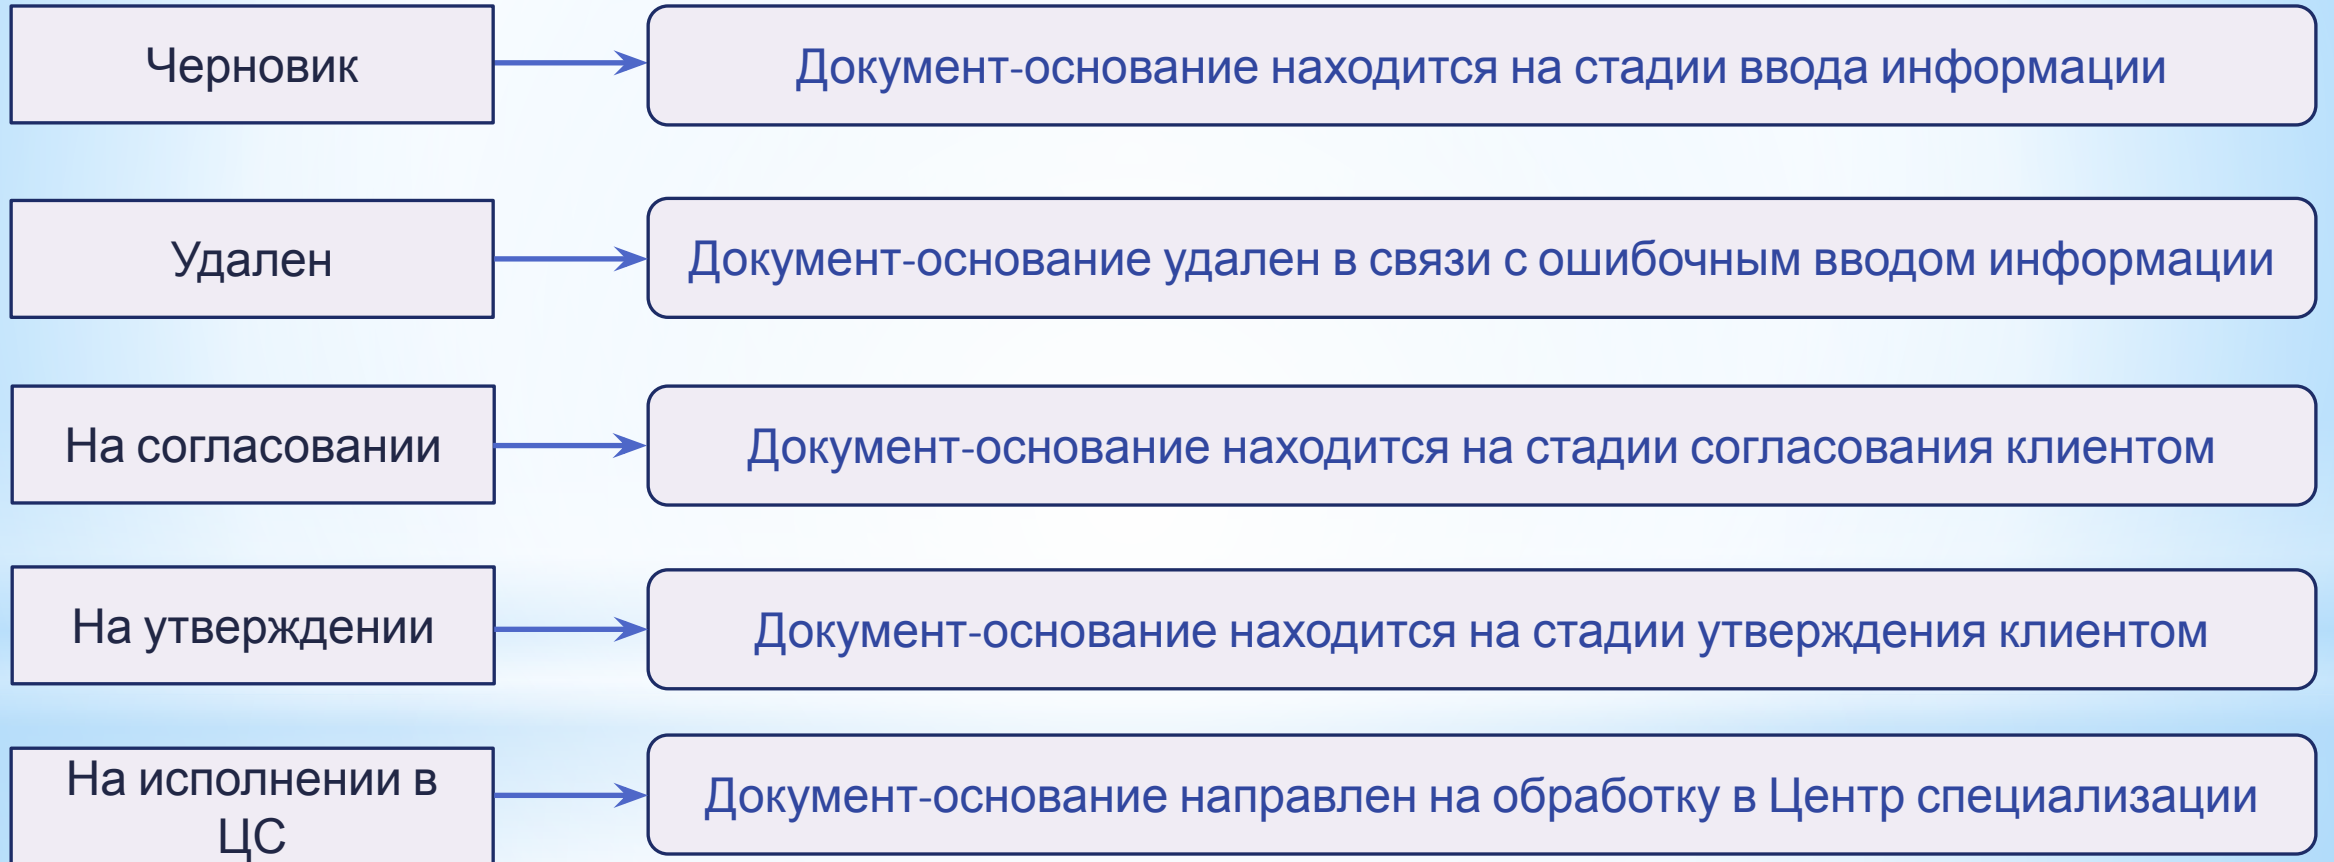 Черновик
Документ-основание находится на стадии ввода информации
Удален
Документ-основание удален в связи с ошибочным вводом информации
На согласовании
Документ-основание находится на стадии согласования клиентом
На утверждении
Документ-основание находится на стадии утверждения клиентом
На исполнении в
ЦС
Документ-основание направлен на обработку в Центр специализации